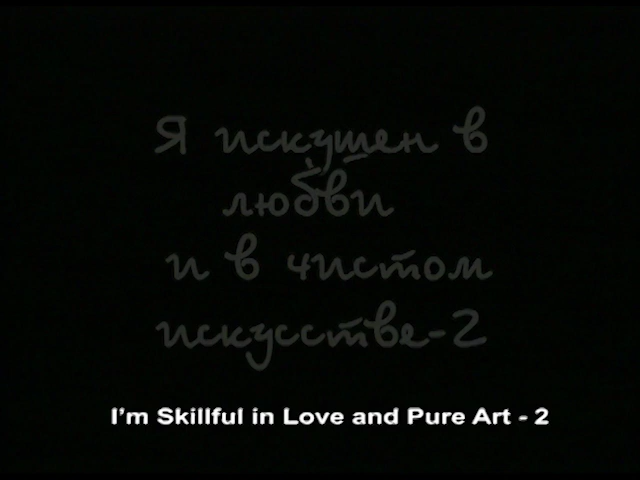 Я искушен в
любви
и в чистом
искусстве-2
I'm Skillful in Love and Pure Art - 2